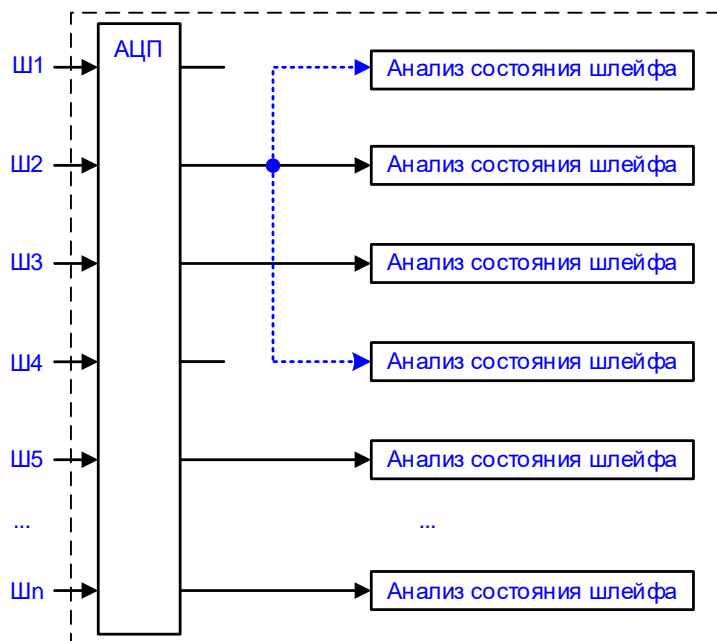 АЦП
Ш1
Анализ состояния шлейфа
Ш2
Анализ состояния шлейфа
Ш3
Анализ состояния шлейфа
Ш4
Анализ состояния шлейфа
Ш5
Анализ состояния шлейфа
...
...
Шn
Анализ состояния шлейфа